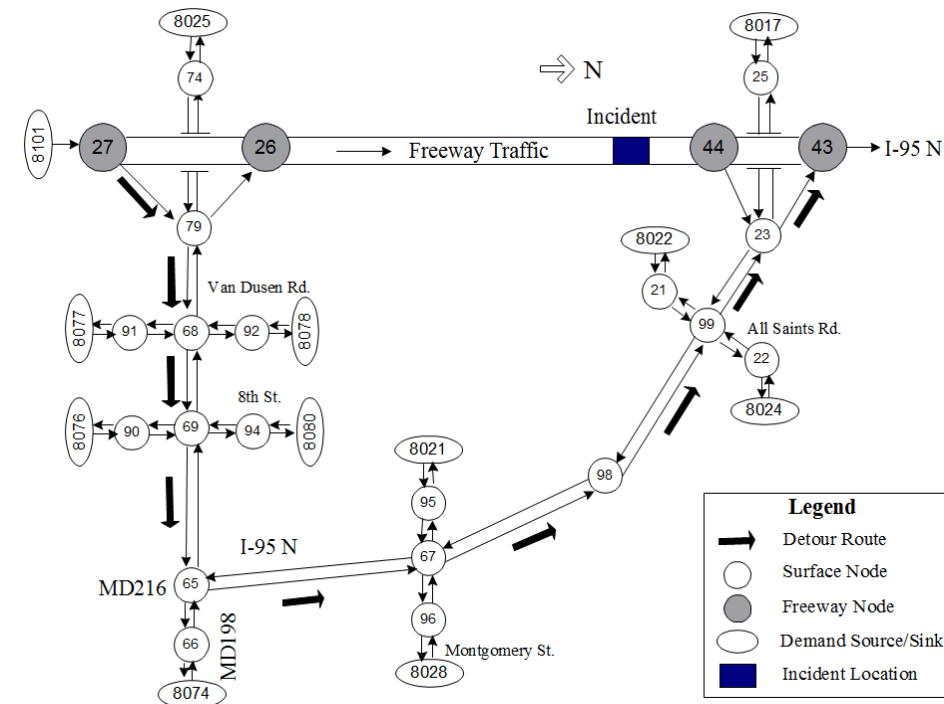 8025
8017
74
25
N
Incident
8101
27
26
Freeway Traffic
44
43
I-95 N
79
23
8022
21
Van Dusen Rd.
8077
91
68
92
8078
99
All Saints Rd.
22
8th St.
8076
90
69
94
8080
8024
8021
95
98
I-95 N
67
MD216
65
96
66
MD198
Montgomery St.
8074
8028
Legend
Detour Route
Surface Node
Freeway Node
Demand Source/Sink
Incident Location